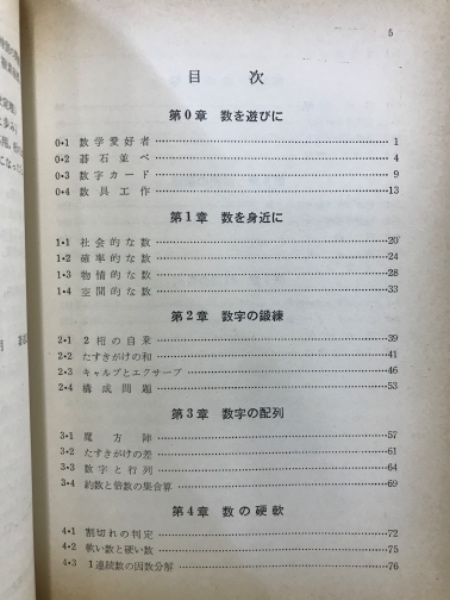 5
目次
第0章 数を遊びに
0・1 数学愛好者 1
0・2 碁石並べ 4
0・3 数字カード 9
0・4 数具工作 13
第1章 数を身近に
1・1 社会的な数 20
1・2 確率的な数 24
1・3 物情的な数 28
1・4 空間的な数 33
第2章 数字の鍛練
2・1 2桁の自乗 39
2・2 たすきがけの和 41
2・3 キャルプとエクサープ 46
2・4 構成問題 53
第3章 数字の配列
3・1 魔方陣 57
3・2 たすきがけの差 61
3・3 数字と行列 64
3・4 約数と倍数の集合算 69
第4章 数の硬軟
4・1 割切れの判定 72
4・2 軟い数と硬い数 75
4・3 1連続数の因数分解 76